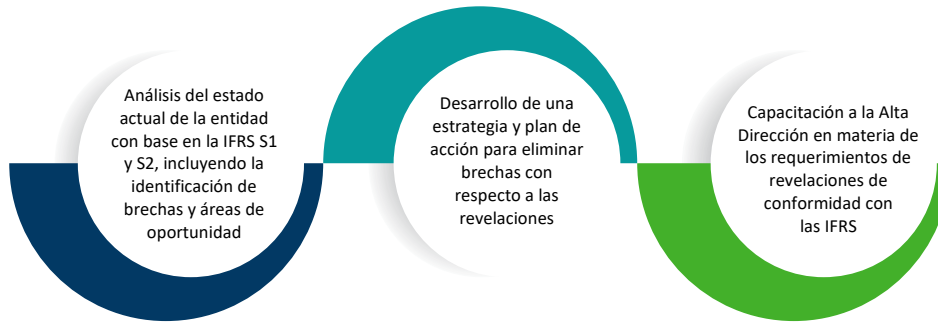 Análisis del estado
actual de la entidad
con base en la IFRS S1
y S2, incluyendo la
identificación de
brechas y áreas de
oportunidad
Desarrollo de una
estrategia y plan de
acción para eliminar
brechas con
respecto a las
revelaciones
Capacitación a la Alta
Dirección en materia de
los requerimientos de
revelaciones de
conformidad con
las IFRS